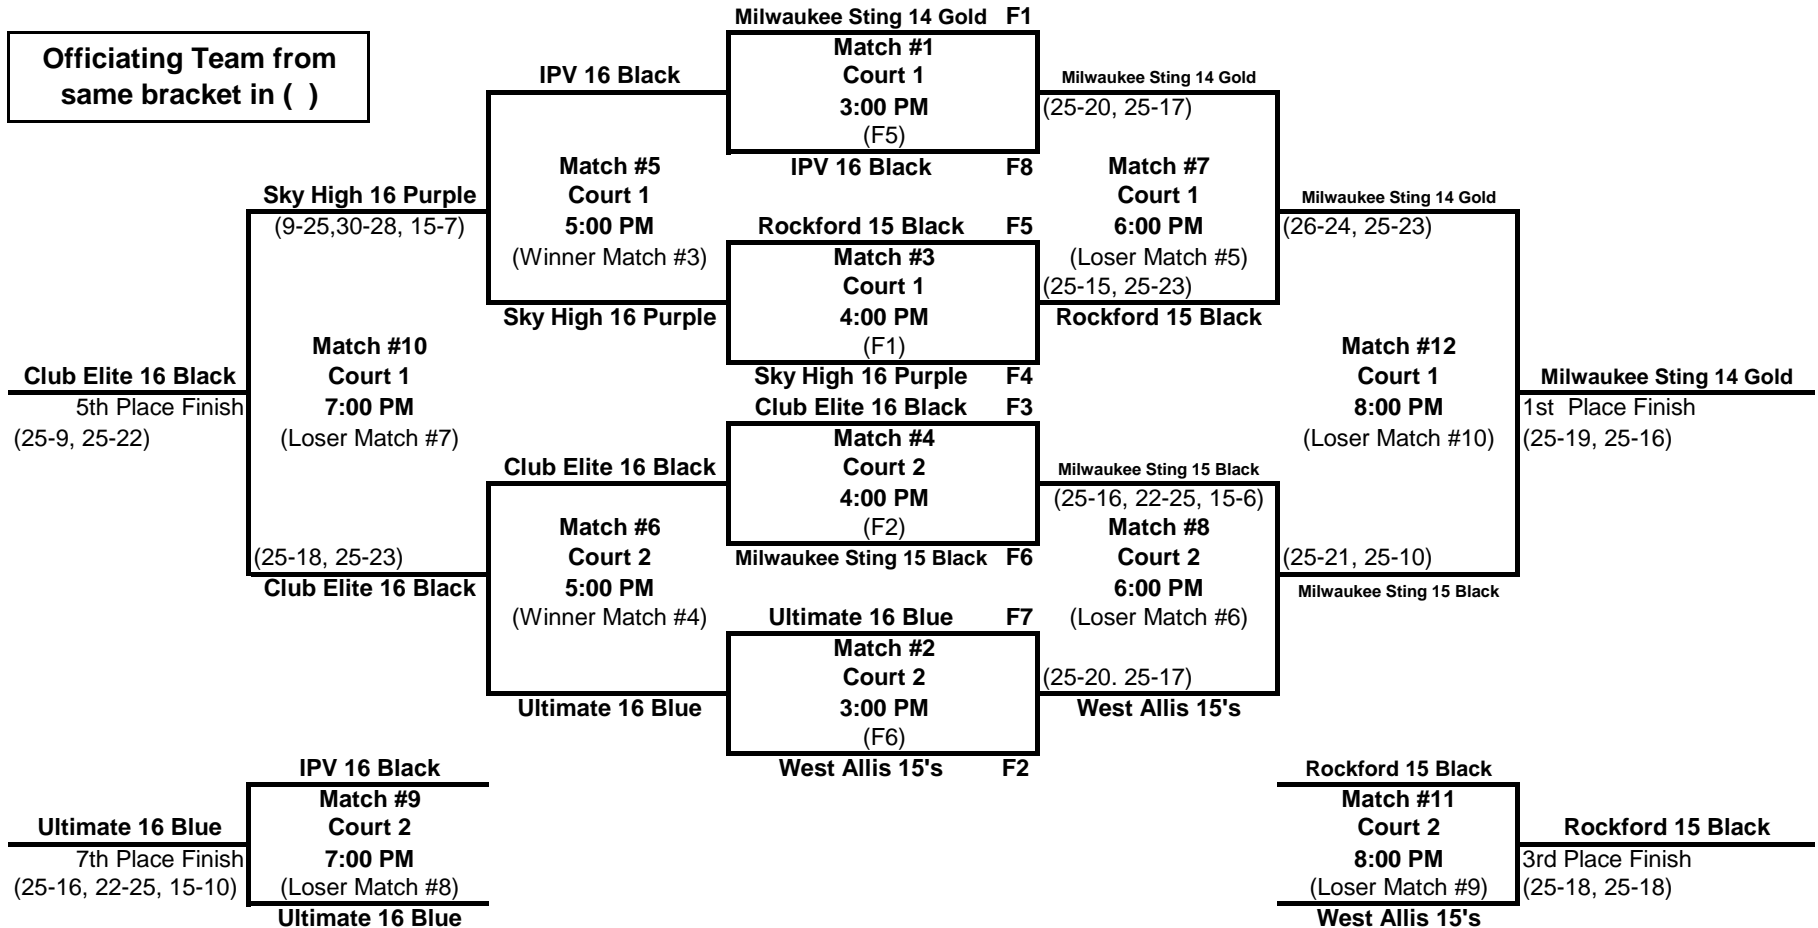 Milwaukee Sting 14 Gold F1
Officiating Team from
same bracket in ( )
Match #1
Court 1
3:00 PM
(F5)
IPV 16 Black F8
IPV 16 Black
Milwaukee Sting 14 Gold
(25-20, 25-17)
Match #5
Court 1
5:00 PM
(Winner Match #3)
Match #7
Court 1
6:00 PM
(Loser Match #5)
Sky High 16 Purple
(9-25,30-28, 15-7)
Rockford 15 Black F5
Match #3
Court 1
4:00 PM
(F1)
Sky High 16 Purple F4
Milwaukee Sting 14 Gold
(26-24, 25-23)
Sky High 16 Purple
(25-15, 25-23)
Rockford 15 Black
Match #10
Court 1
7:00 PM
(Loser Match #7)
Match #12
Court 1
8:00 PM
(Loser Match #10)
Club Elite 16 Black
5th Place Finish
(25-9, 25-22)
Milwaukee Sting 14 Gold
1st Place Finish
(25-19, 25-16)
Club Elite 16 Black F3
Match #4
Court 2
4:00 PM
(F2)
Milwaukee Sting 15 Black F6
Club Elite 16 Black
Milwaukee Sting 15 Black
(25-16, 22-25, 15-6)
Match #6
Court 2
5:00 PM
(Winner Match #4)
Match #8
Court 2
6:00 PM
(Loser Match #6)
(25-18, 25-23)
Club Elite 16 Black
(25-21, 25-10)
Milwaukee Sting 15 Black
Ultimate 16 Blue F7
Match #2
Court 2
3:00 PM
(F6)
West Allis 15's F2
Ultimate 16 Blue
(25-20. 25-17)
West Allis 15's
IPV 16 Black
Match #9
Court 2
7:00 PM
(Loser Match #8)
Ultimate 16 Blue
Ultimate 16 Blue
7th Place Finish
(25-16, 22-25, 15-10)
Rockford 15 Black
Match #11
Court 2
8:00 PM
(Loser Match #9)
West Allis 15's
Rockford 15 Black
3rd Place Finish
(25-18, 25-18)